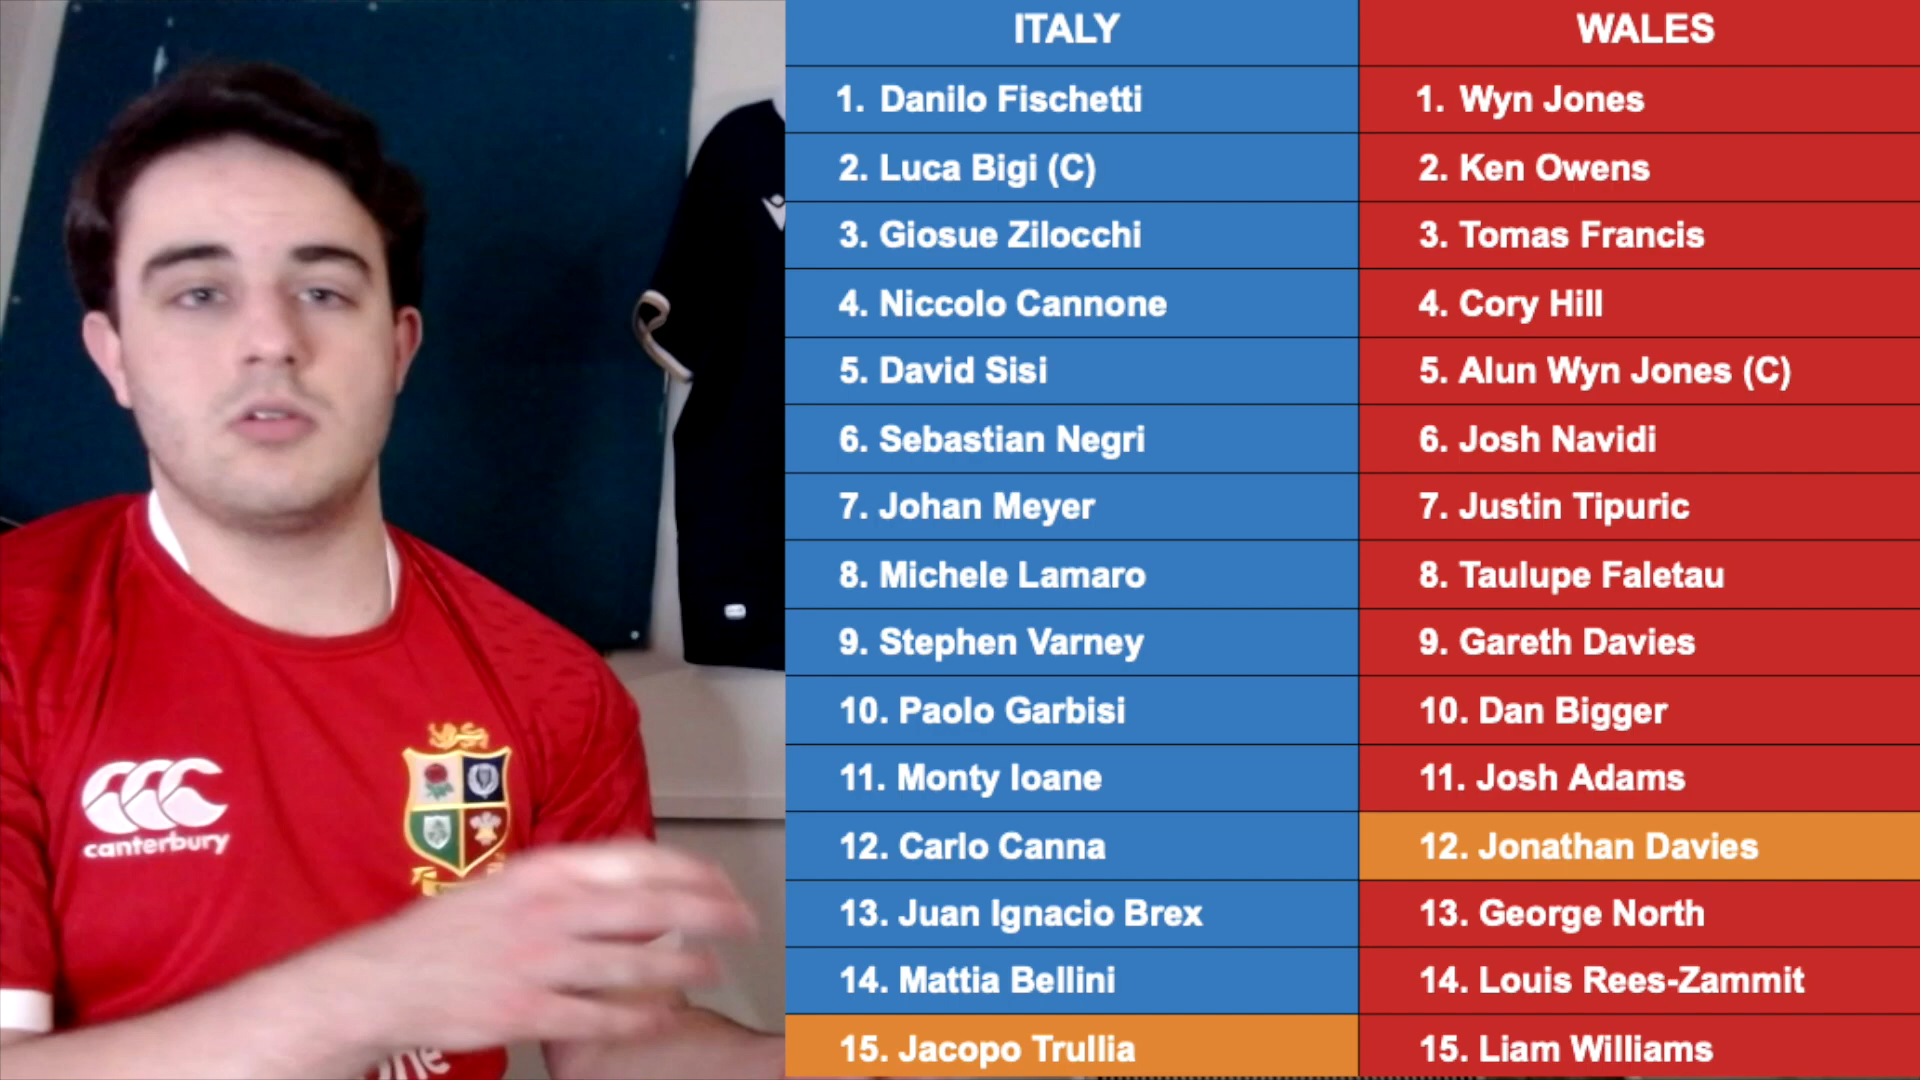 ITALY
WALES
1. Danilo Fischetti
1. Wyn Jones
2. Luca Bigi (C)
2. Ken Owens
3. Giosue Zilocchi
3. Tomas Francis
4. Niccolo Cannone
4. Cory Hill
5. David Sisi
5. Alun Wyn Jones (C)
6. Sebastian Negri
6. Josh Navidi
7. Johan Meyer
7. Justin Tipuric
8. Michele Lamaro
8. Taulupe Faletau
9. Stephen Varney
9. Gareth Davies
10. Paolo Garbisi
10. Dan Bigger
11. Monty Ioane
11. Josh Adams
12. Carlo Canna
12. Jonathan Davies
13. Juan Ignacio Brex
13. George North
14. Mattia Bellini
14. Louis Rees-Zammit
15. Jacopo Trullia
15. Liam Williams
canterbury